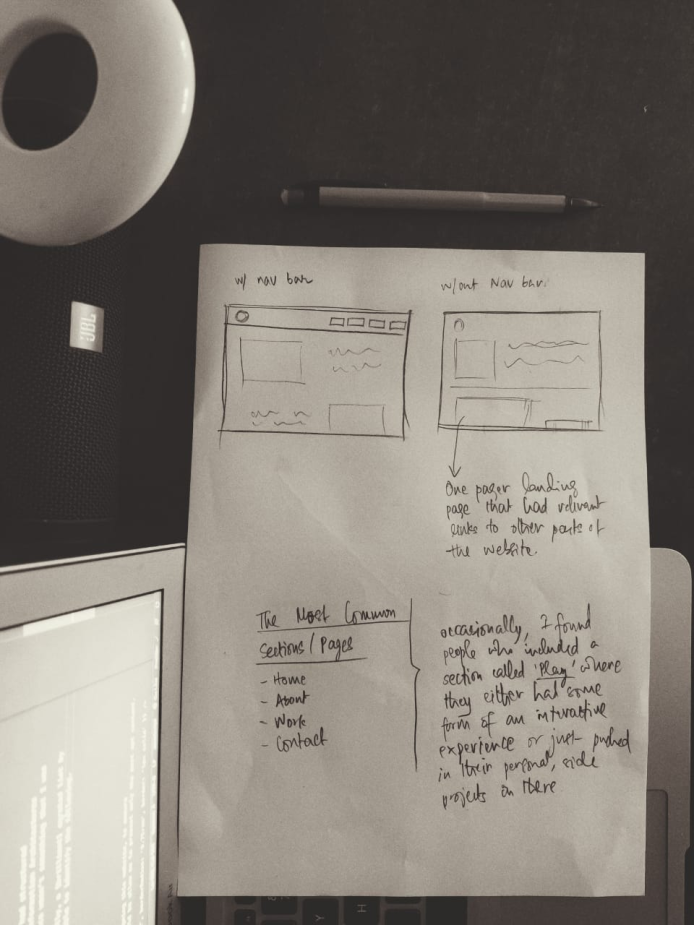 w/ nav bar
w/out Nav bar.
JBL
One pager landing
page that had relevant
links to other parts of
the website.
The Most Common
sections / Pages
- Home
- About
- Work
- Contact
occasionally, I found
people who included a
section called 'Play' where
they either had some
form of an interactive
experience or just pushed
in their personal, side
projects on there
Y
H